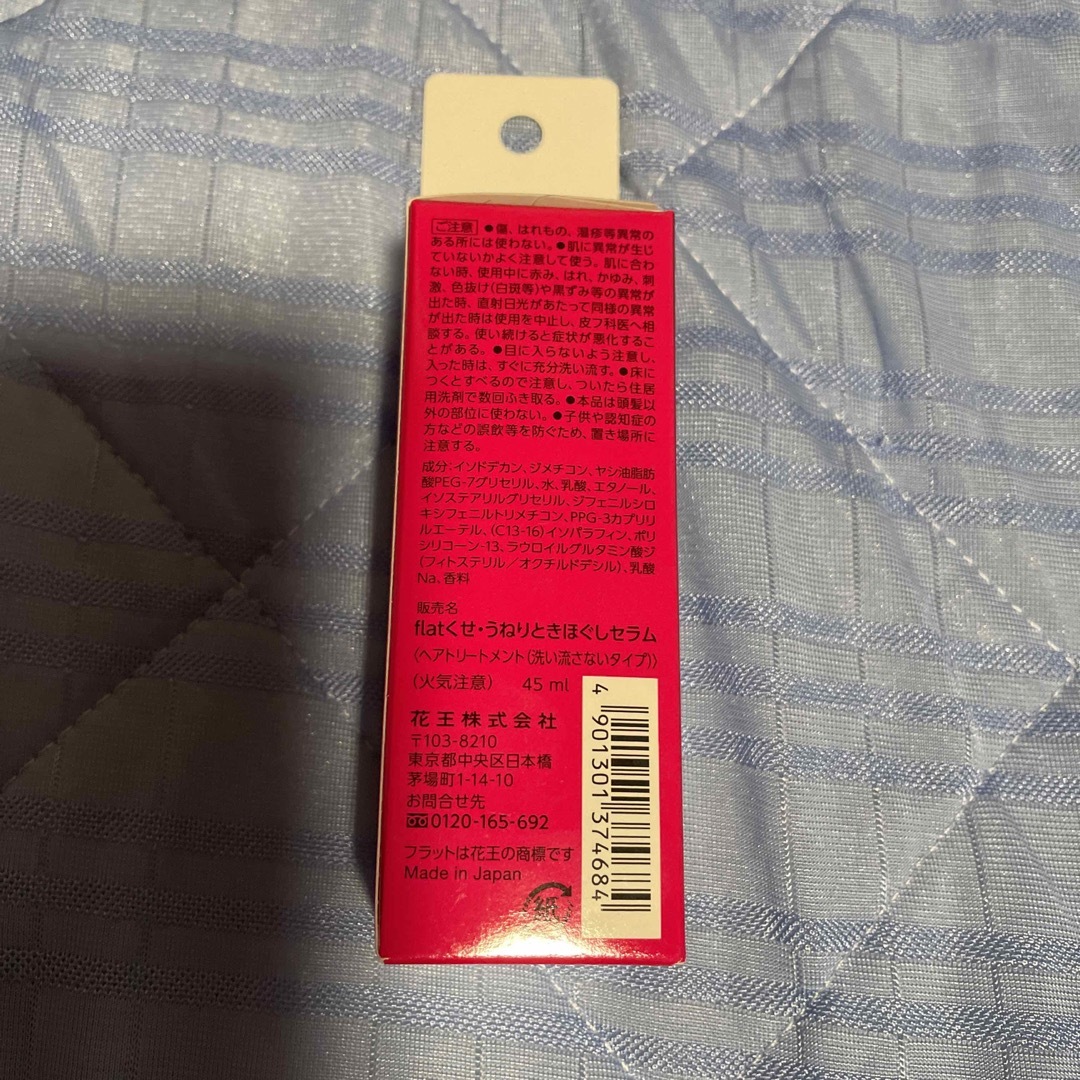 ご注意 ●傷、はれもの、湿疹等異常の
ある所には使わない。●肌に異常が生じ
ていないかよく注意して使う。肌に合わ
ない時、使用中に赤み、はれ、かゆみ、刺
激、色抜け(白斑等)や黒ずみ等の異常が
出た時、直射日光があたって同様の異常
が出た時は使用を中止し、皮フ科医へ相
談する。使い続けると症状が悪化するこ
とがある。●目に入らないよう注意し、
入った時は、すぐに充分洗い流す。●床に
つくとすべるので注意し、ついたら住居
用洗剤で数回ふき取る。●本品は頭髪以
外の部位に使わない。●子供や認知症の
方などの誤飲等を防ぐため、置き場所に
注意する。
成分:イソドデカン、ジメチコン、ヤシ油脂肪
酸PEG-7グリセリル、水、乳酸、エタノール、
イソステアリルグリセリル、ジフェニルシロ
キシフェニルトリメチコン、PPG-3カプリリ
ルエーテル、(C13-16)イソパラフィン、ポリ
シリコーン-13、ラウロイルグルタミン酸ジ
(フィトステリル/オクチルドデシル)、乳酸
Na、香料
販売名
flatくせ・うねりときほぐしセラム
〈ヘアトリートメント(洗い流さないタイプ)〉
(火気注意) 45 ml
花王株式会社
〒103-8210
東京都中央区日本橋
茅場町1-14-10
お問合せ先
0120-165-692
フラットは花王の商標です
Made in Japan
紙
4 901301 374684